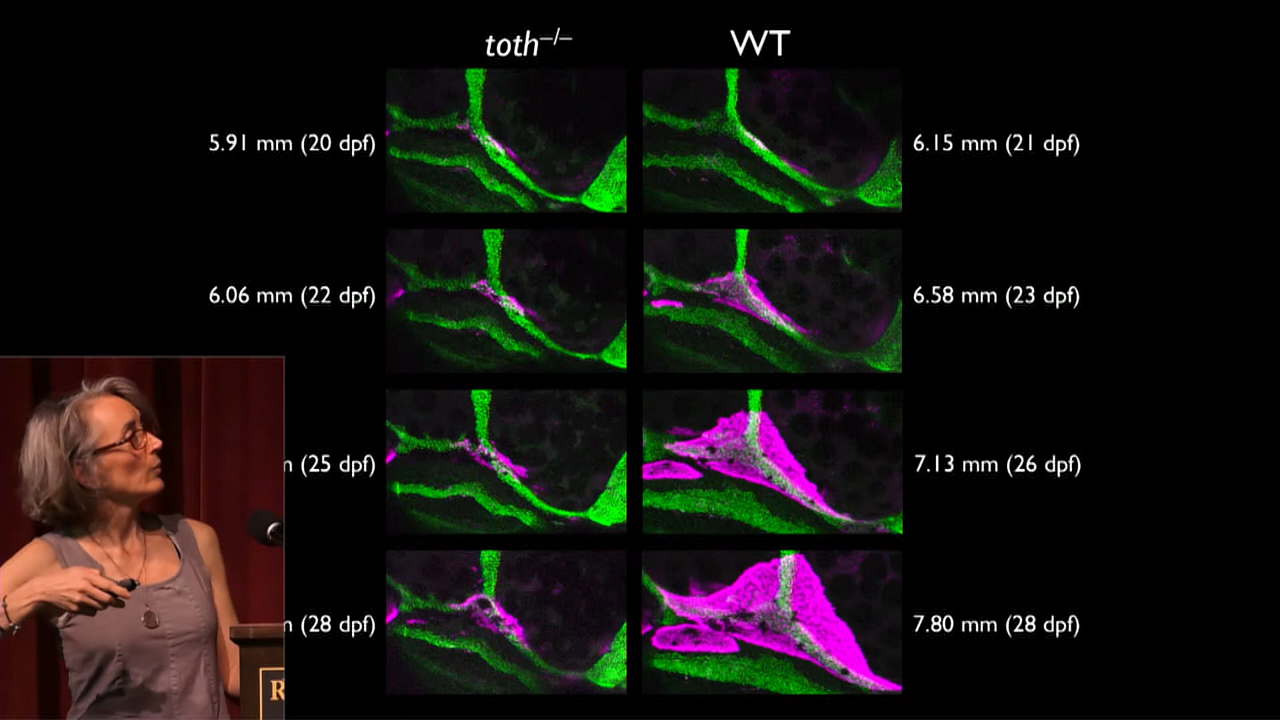 toth⁻/⁻ WT
5.91 mm (20 dpf) 6.15 mm (21 dpf)
6.06 mm (22 dpf) 6.58 mm (23 dpf)
(25 dpf) 7.13 mm (26 dpf)
(28 dpf) 7.80 mm (28 dpf)
R